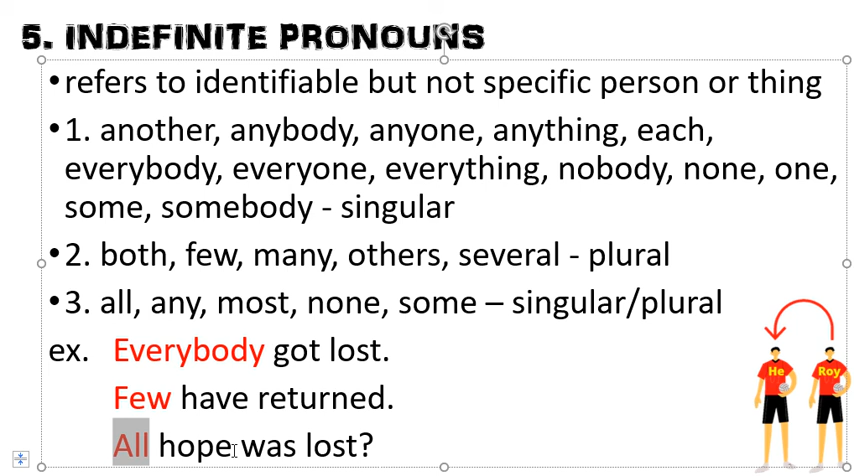 5. INDEFINITE PRONOUNS
•refers to identifiable but not specific person or thing
•1. another, anybody, anyone, anything, each,
everybody, everyone, everything, nobody, none, one,
some, somebody - singular
•2. both, few, many, others, several - plural
•3. all, any, most, none, some – singular/plural
ex. Everybody got lost.
Few have returned.
All hope was lost?
He Roy